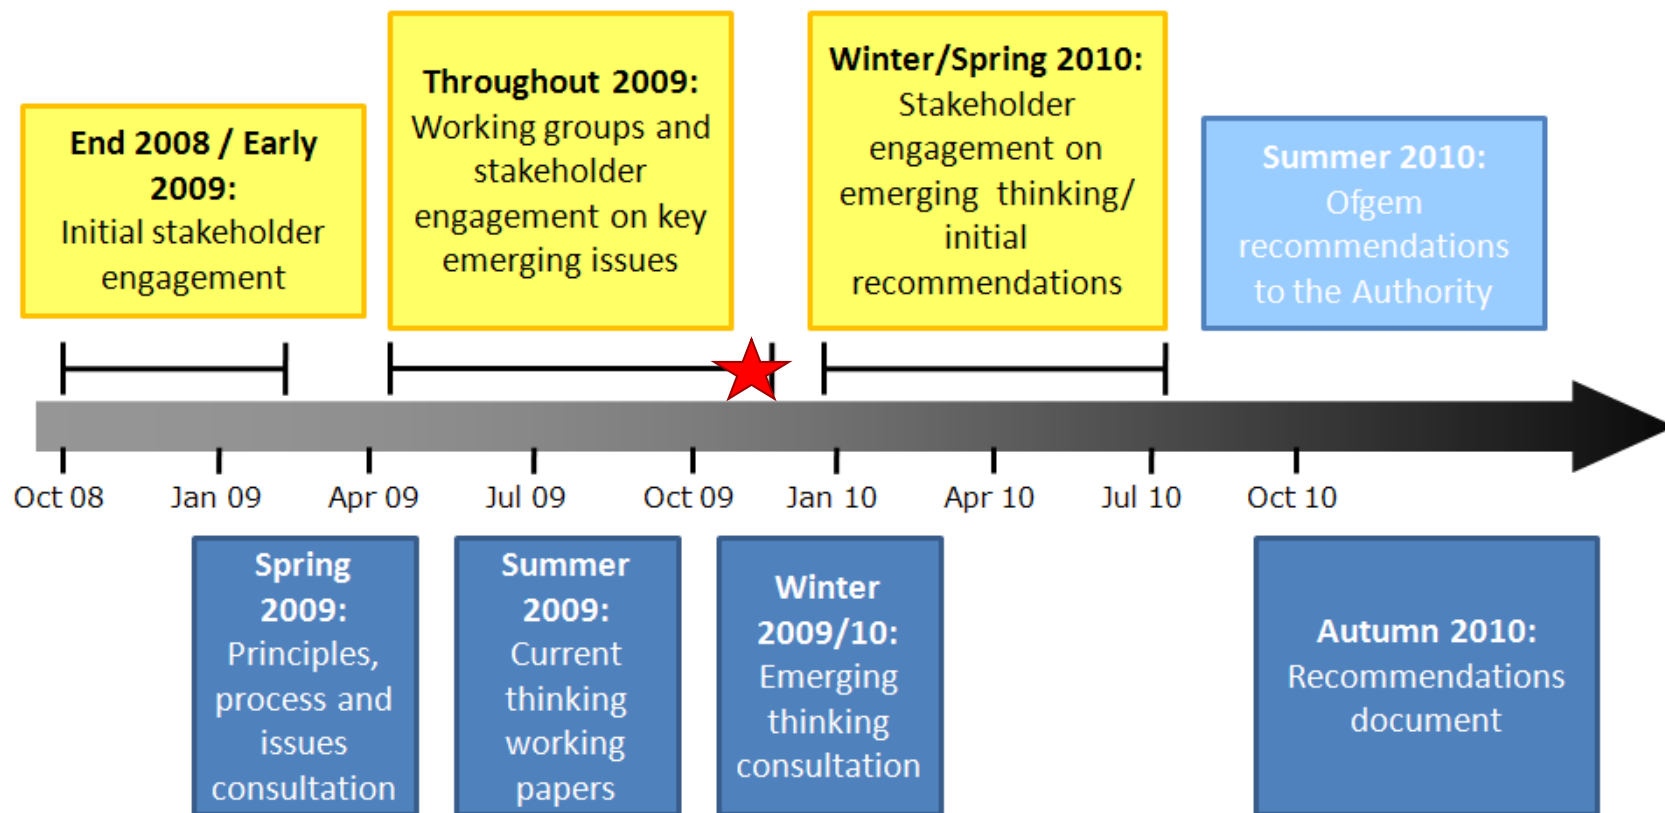 End 2008 / Early
2009:
Initial stakeholder
engagement
Throughout 2009:
Working groups and
stakeholder
engagement on key
emerging issues
Winter/Spring 2010:
Stakeholder
engagement on
emerging thinking/
initial
recommendations
Summer 2010:
Ofgem
recommendations
to the Authority
Oct 08
Jan 09
Apr 09
Jul 09
Oct 09
Jan 10
Apr 10
Jul 10
Oct 10
Spring
2009:
Principles,
process and
issues
consultation
Summer
2009:
Current
thinking
working
papers
Winter
2009/10:
Emerging
thinking
consultation
Autumn 2010:
Recommendations
document